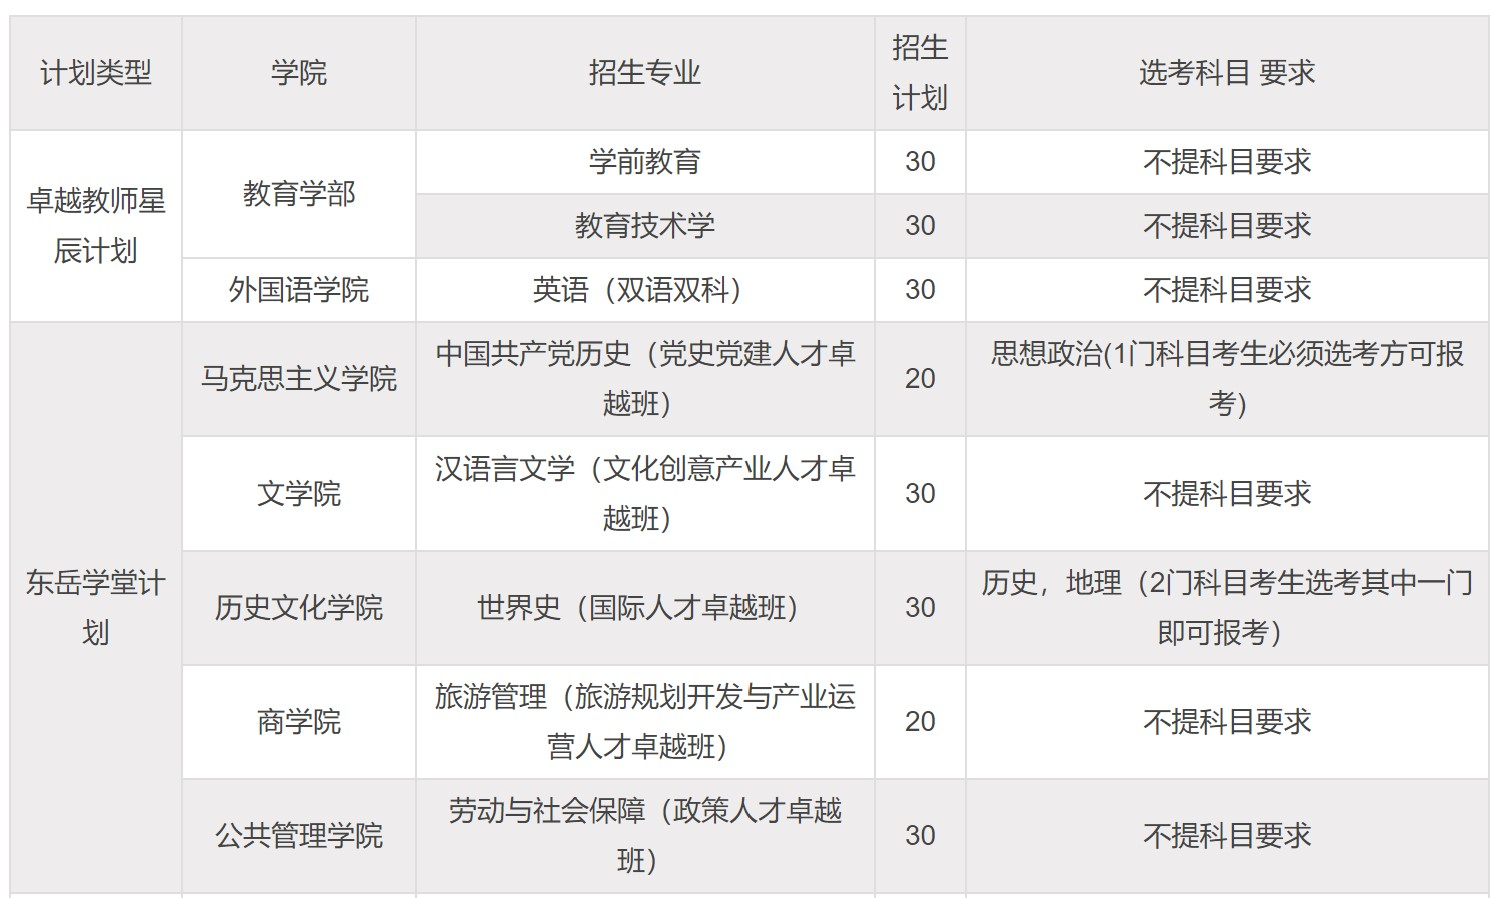 计划类型
学院
招生专业
招生
计划
选考科目 要求
卓越教师星
辰计划
教育学部
学前教育
30
不提科目要求
教育技术学
30
不提科目要求
外国语学院
英语（双语双科）
30
不提科目要求
东岳学堂计
划
马克思主义学院
中国共产党历史（党史党建人才卓
越班）
20
思想政治(1门科目考生必须选考方可报
考)
文学院
汉语言文学（文化创意产业人才卓
越班）
30
不提科目要求
历史文化学院
世界史（国际人才卓越班）
30
历史，地理（2门科目考生选考其中一门
即可报考）
商学院
旅游管理（旅游规划开发与产业运
营人才卓越班）
20
不提科目要求
公共管理学院
劳动与社会保障（政策人才卓越
班）
30
不提科目要求